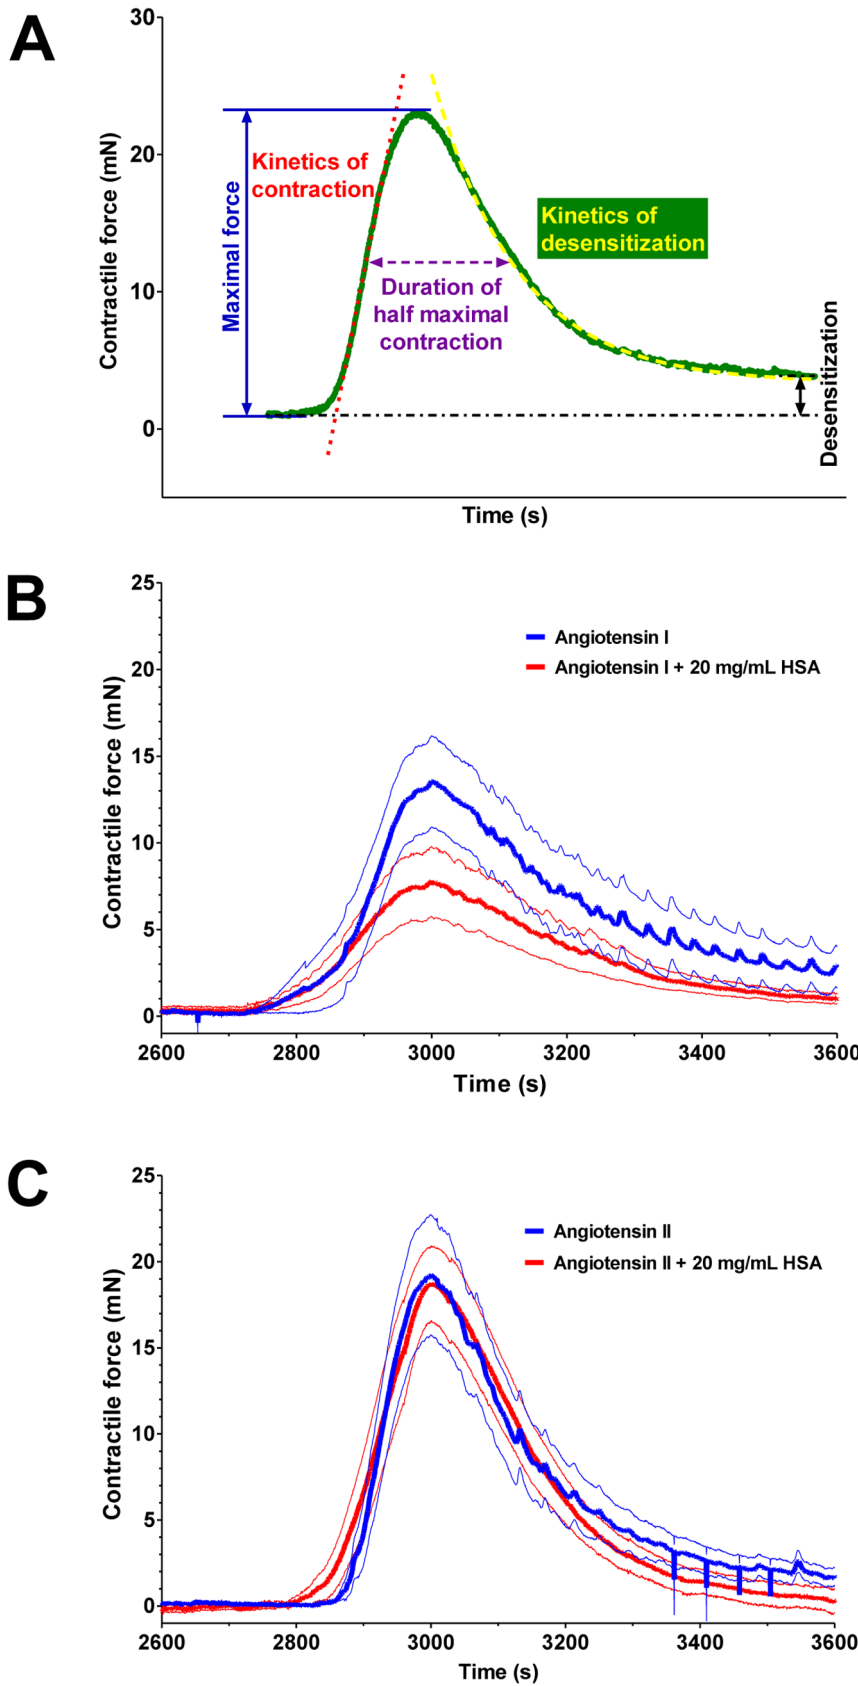 A
30
20
10
0
Contractile force (mN)
Maximal force
Kinetics of
contraction
Kinetics of
desensitization
Duration of
half maximal
contraction
Desensitization
Time (s)
B
25
20
15
10
5
0
Contractile force (mN)
Angiotensin I
Angiotensin I + 20 mg/mL HSA
2600 2800 3000 3200 3400 3600
Time (s)
C
25
20
15
10
5
0
Contractile force (mN)
Angiotensin II
Angiotensin II + 20 mg/mL HSA
2600 2800 3000 3200 3400 3600
Time (s)